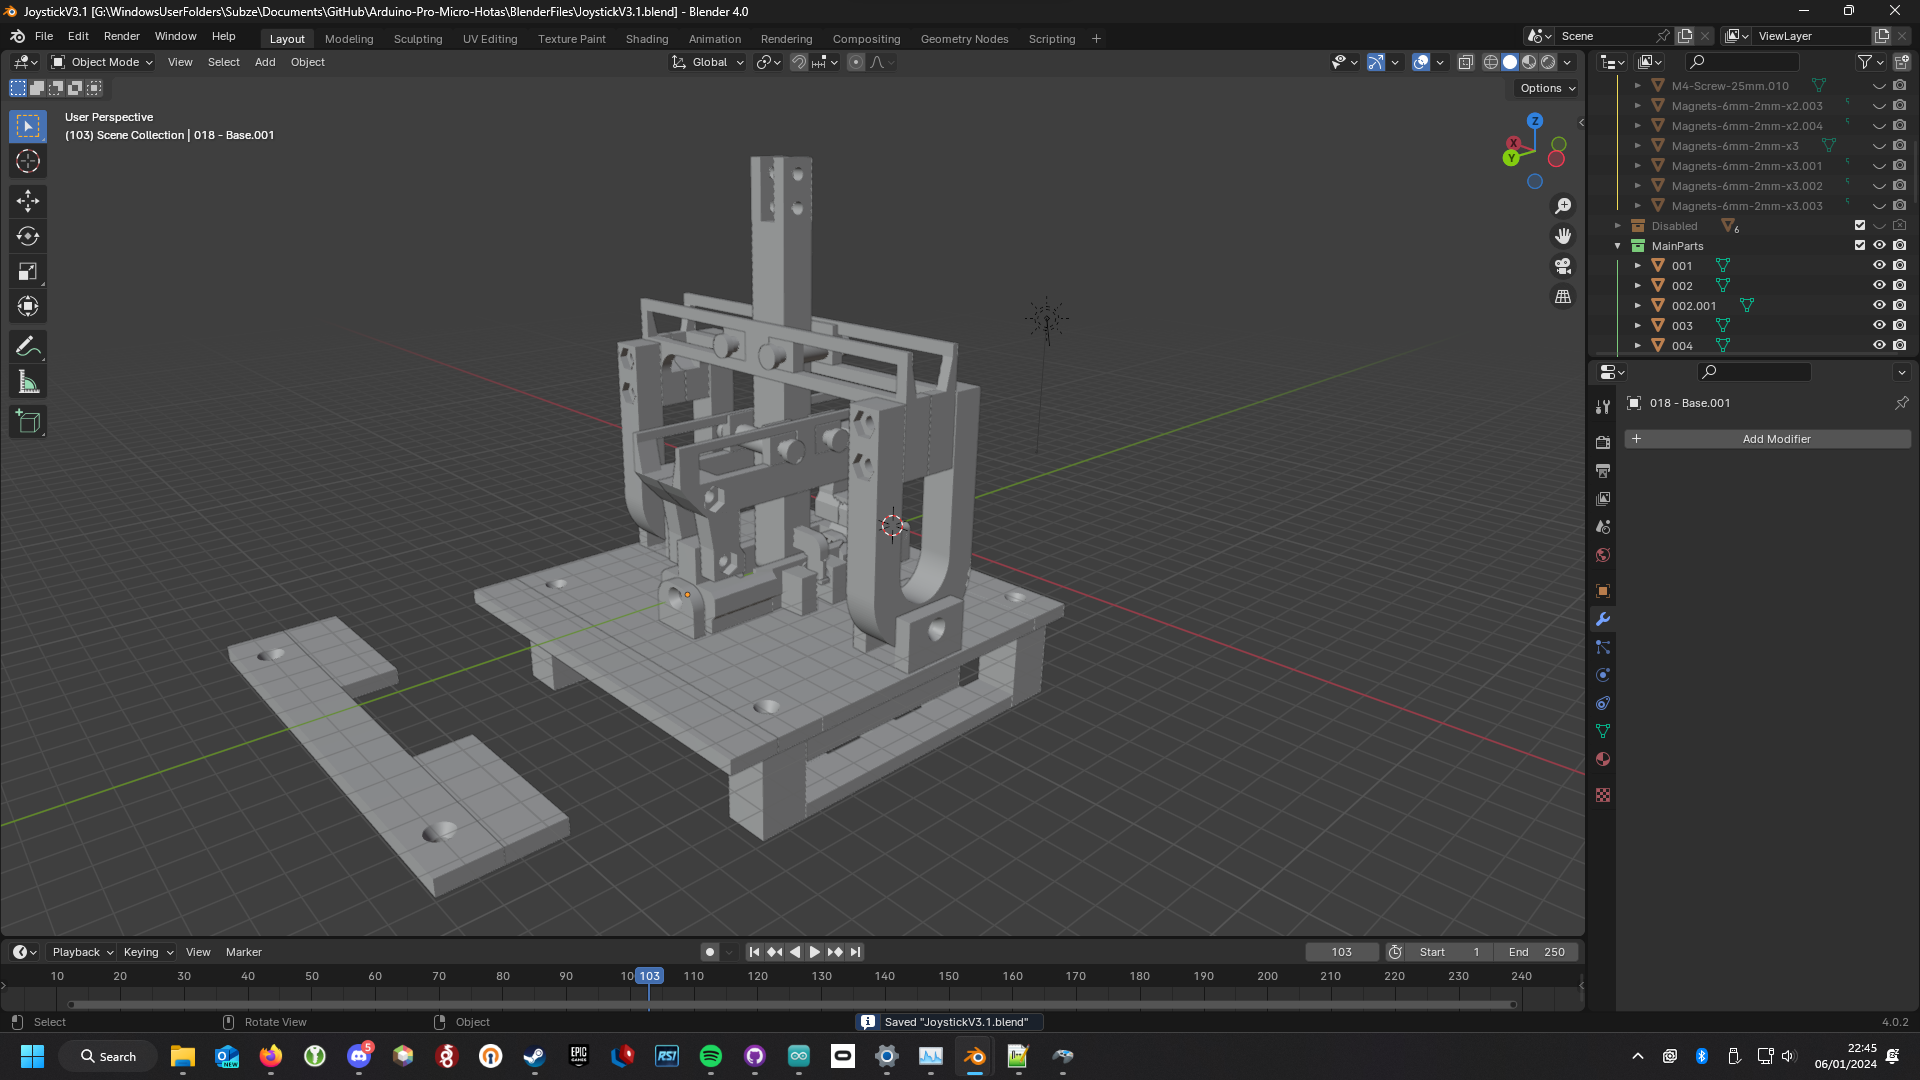 JoystickV3.1 [G:\WindowsUserFolders\Subze\Documents\GitHub\Arduino-Pro-Micro-Hotas\BlenderFiles\JoystickV3.1.blend] - Blender 4.0
File Edit Render Window Help Layout Modeling Sculpting UV Editing Texture Paint Shading Animation Rendering Compositing Geometry Nodes Scripting + Scene ViewLayer
Object Mode View Select Add Object Global
Options
User Perspective
(103) Scene Collection | 018 - Base.001
Z
X
Y
M4-Screw-25mm.010
Magnets-6mm-2mm-x2.003
Magnets-6mm-2mm-x2.004
Magnets-6mm-2mm-x3
Magnets-6mm-2mm-x3.001
Magnets-6mm-2mm-x3.002
Magnets-6mm-2mm-x3.003
Disabled 6
MainParts
001
002
002.001
003
004
018 - Base.001
+ Add Modifier
Playback Keying View Marker 103 Start 1 End 250
10 20 30 40 50 60 70 80 90 10 103 110 120 130 140 150 160 170 180 190 200 210 220 230 240
Select Rotate View Object Saved "JoystickV3.1.blend" 4.0.2
Search NEW 5 EPIC GAMES RSI
22:45
06/01/2024